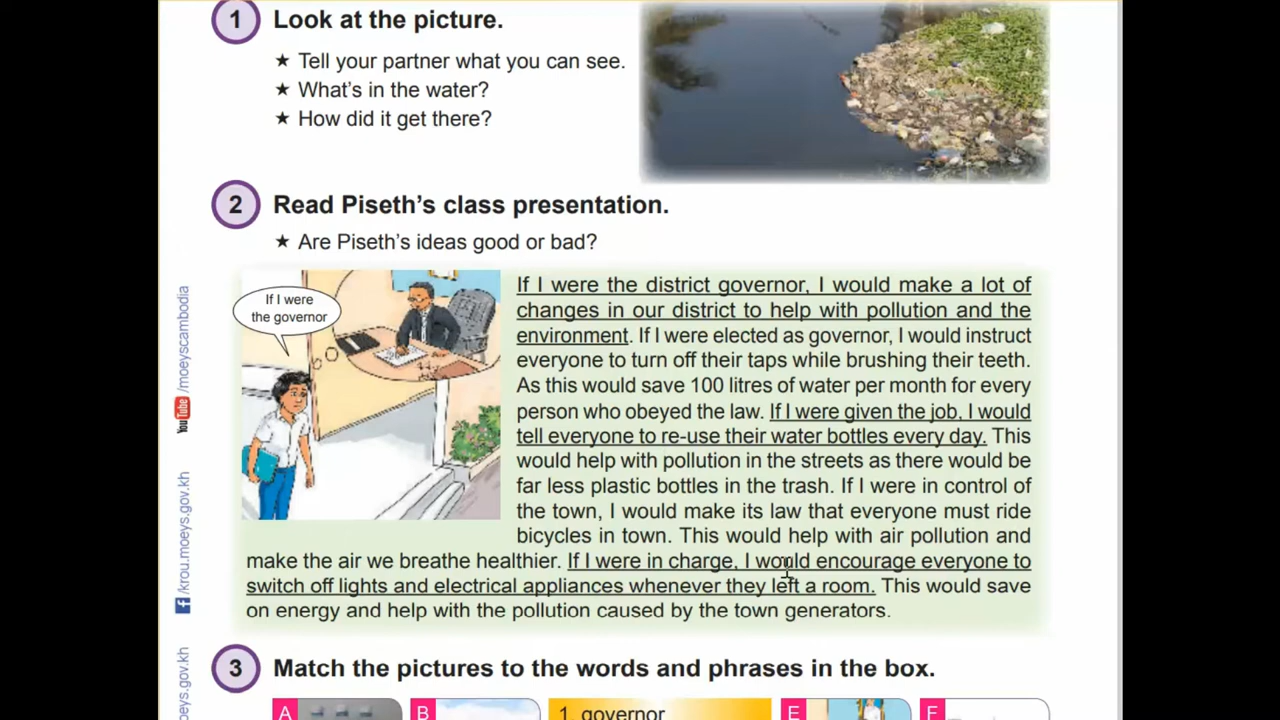 1 Look at the picture.
★ Tell your partner what you can see.
★ What's in the water?
★ How did it get there?
2 Read Piseth's class presentation.
★ Are Piseth's ideas good or bad?
If I were
the governor
If I were the district governor, I would make a lot of
changes in our district to help with pollution and the
environment. If I were elected as governor, I would instruct
everyone to turn off their taps while brushing their teeth.
As this would save 100 litres of water per month for every
person who obeyed the law. If I were given the job, I would
tell everyone to re-use their water bottles every day. This
would help with pollution in the streets as there would be
far less plastic bottles in the trash. If I were in control of
the town, I would make its law that everyone must ride
bicycles in town. This would help with air pollution and
make the air we breathe healthier. If I were in charge, I would encourage everyone to
switch off lights and electrical appliances whenever they left a room. This would save
on energy and help with the pollution caused by the town generators.
YouTube /moeyscambodia
f /krou.moeys.gov.kh
oeys.gov.kh
3 Match the pictures to the words and phrases in the box.
A
B
1. governor
E
F